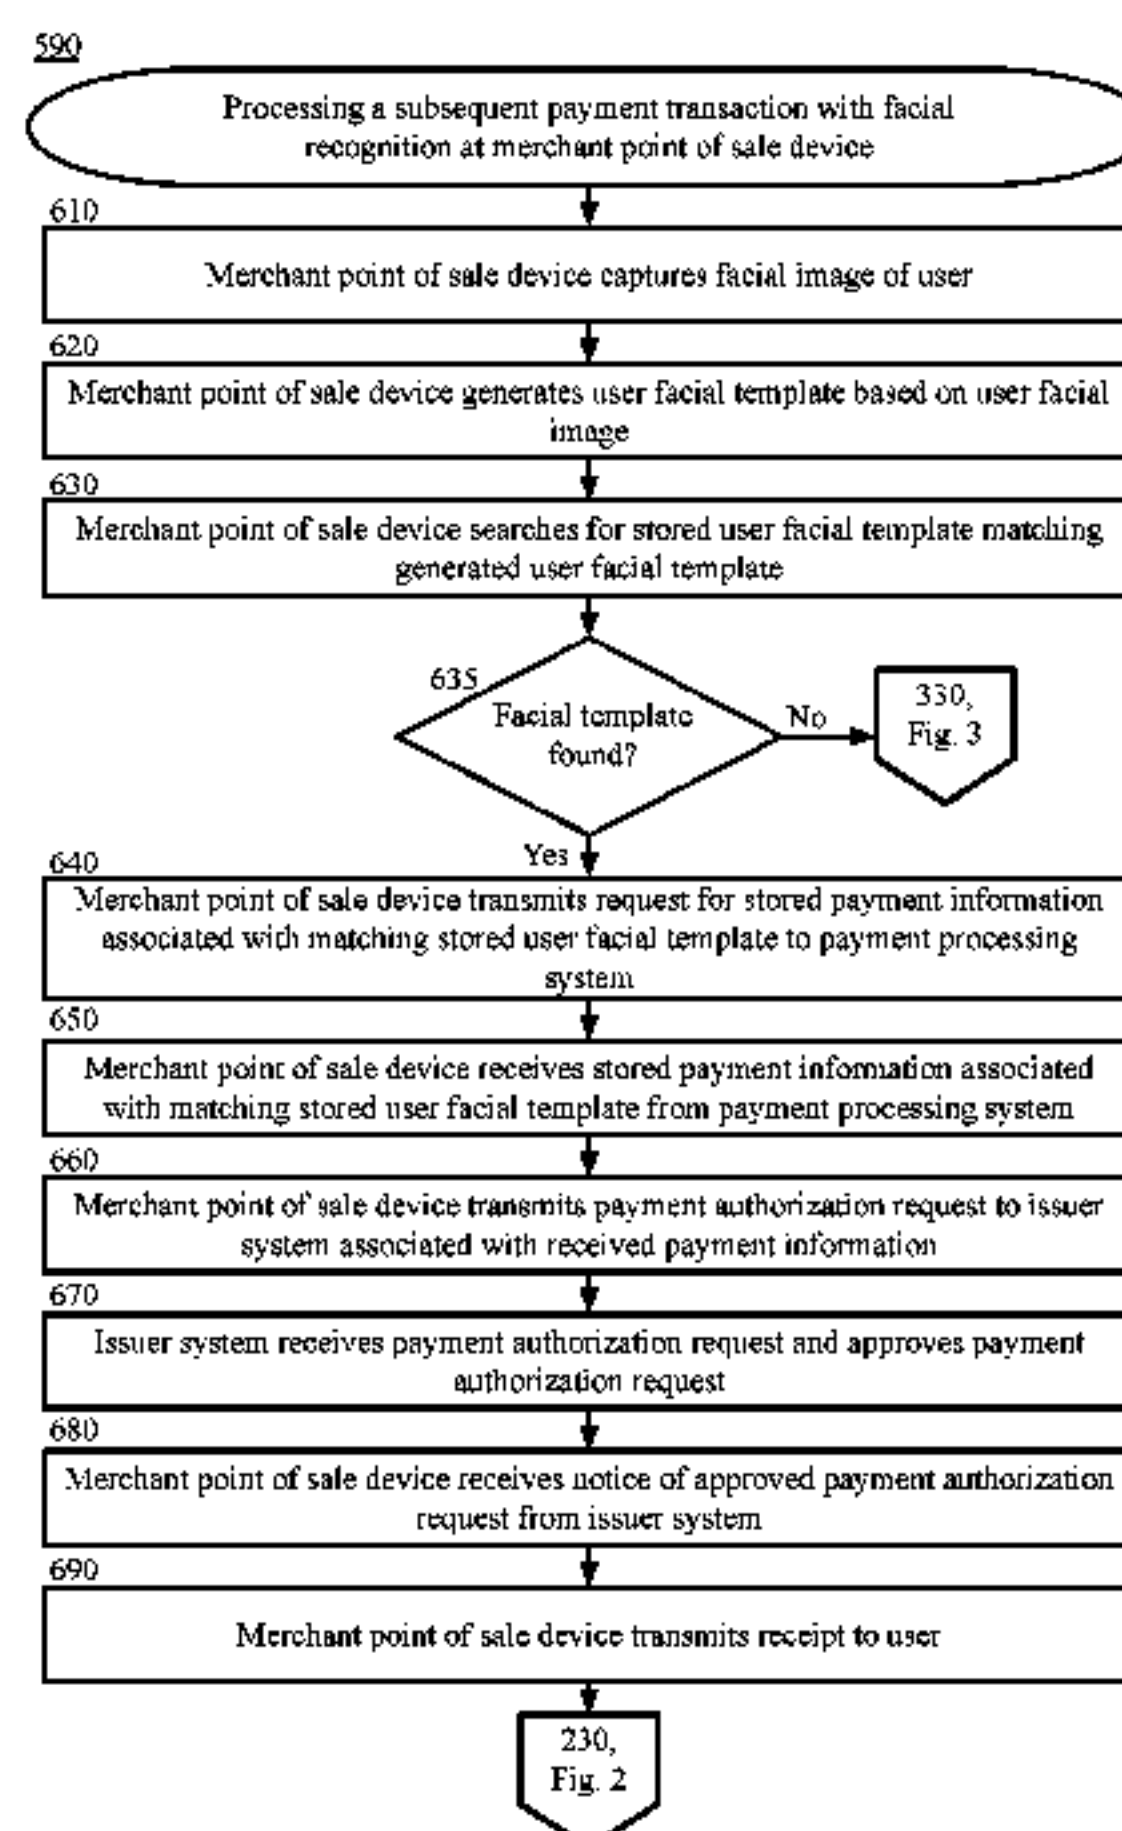 590
Processing a subsequent payment transaction with facial
recognition at merchant point of sale device
610
Merchant point of sale device captures facial image of user
620
Merchant point of sale device generates user facial template based on user facial
image
630
Merchant point of sale device searches for stored user facial template matching
generated user facial template
635
Facial template
found?
No
330,
Fig. 3
Yes
640
Merchant point of sale device transmits request for stored payment information
associated with matching stored user facial template to payment processing
system
650
Merchant point of sale device receives stored payment information associated
with matching stored user facial template from payment processing system
660
Merchant point of sale device transmits payment authorization request to issuer
system associated with received payment information
670
Issuer system receives payment authorization request and approves payment
authorization request
680
Merchant point of sale device receives notice of approved payment authorization
request from issuer system
690
Merchant point of sale device transmits receipt to user
230,
Fig. 2